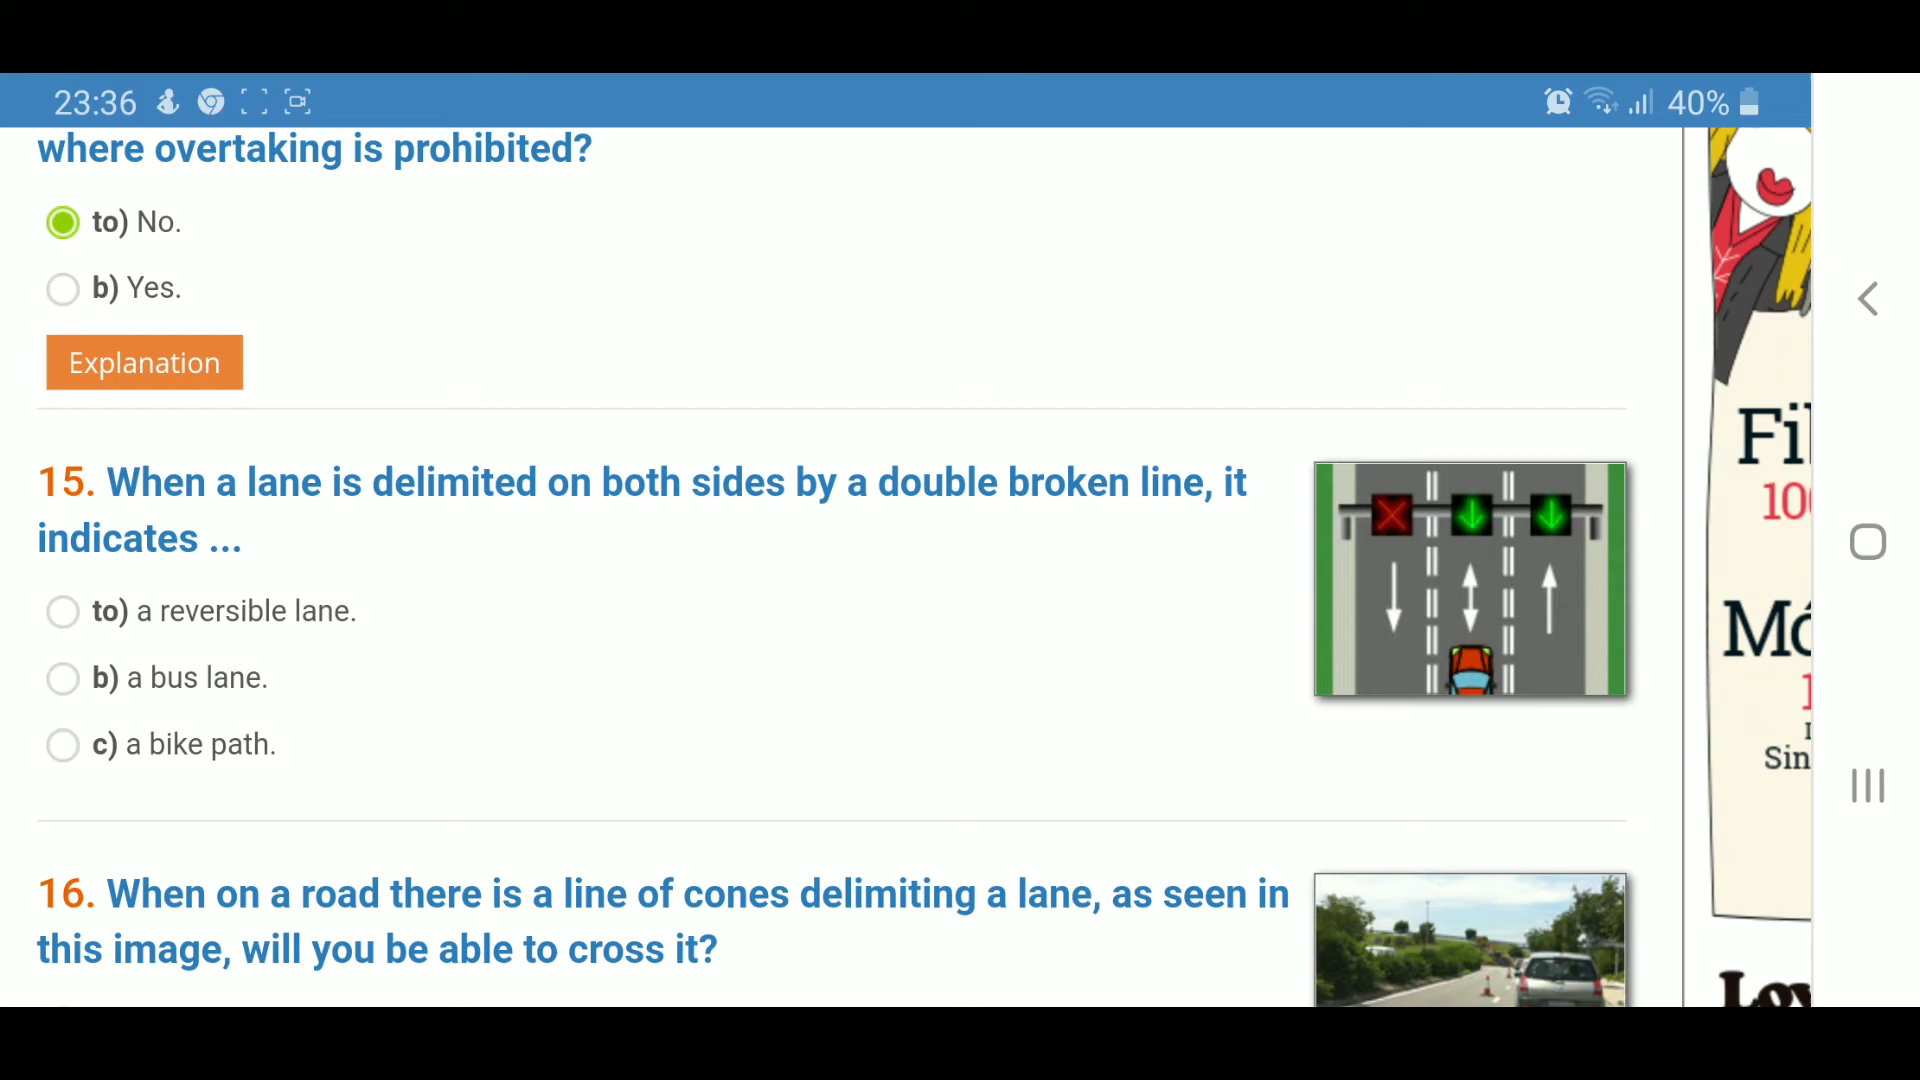 23:36
40%
where overtaking is prohibited?
to) No.
b) Yes.
Explanation
15. When a lane is delimited on both sides by a double broken line, it
indicates ...
to) a reversible lane.
b) a bus lane.
c) a bike path.
16. When on a road there is a line of cones delimiting a lane, as seen in
this image, will you be able to cross it?
Sin